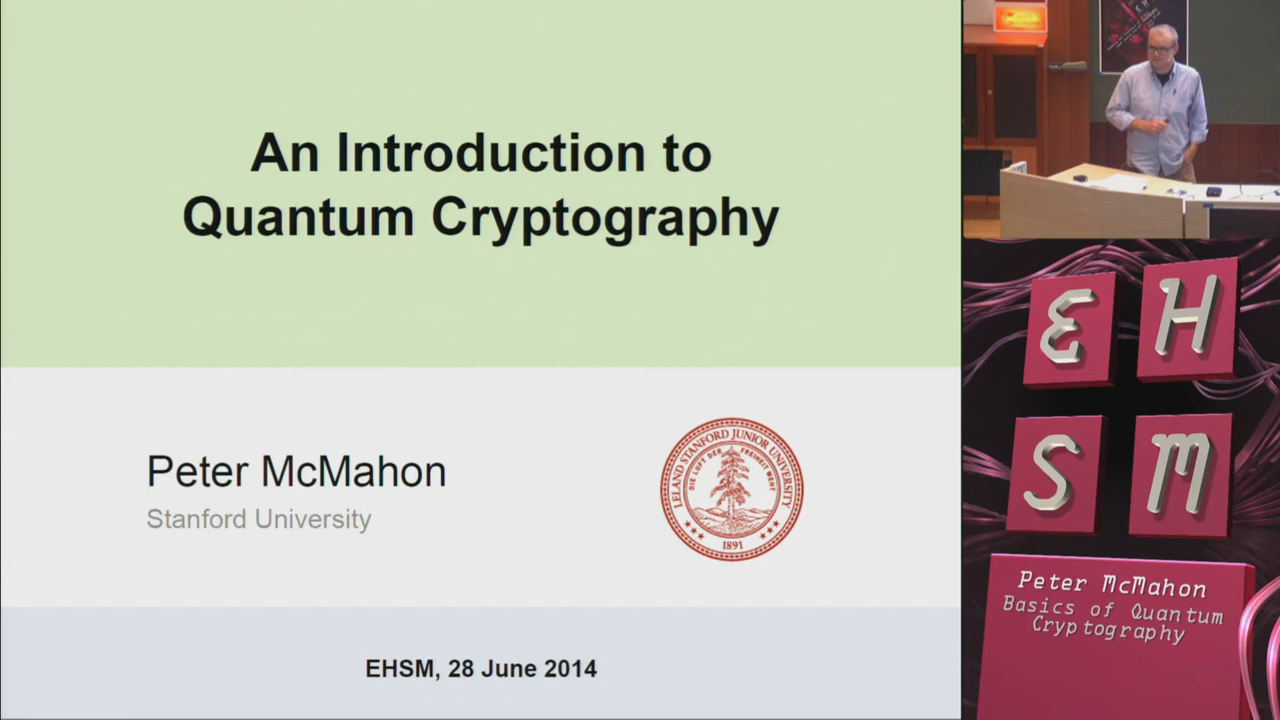 An Introduction to
Quantum Cryptography
Peter McMahon
Stanford University
LELAND STANFORD JUNIOR UNIVERSITY
DIE LUFT DER FREIHEIT WEHT
1891
EHSM, 28 June 2014
E H
S M
Peter McMahon
Basics of Quantum
Cryptography